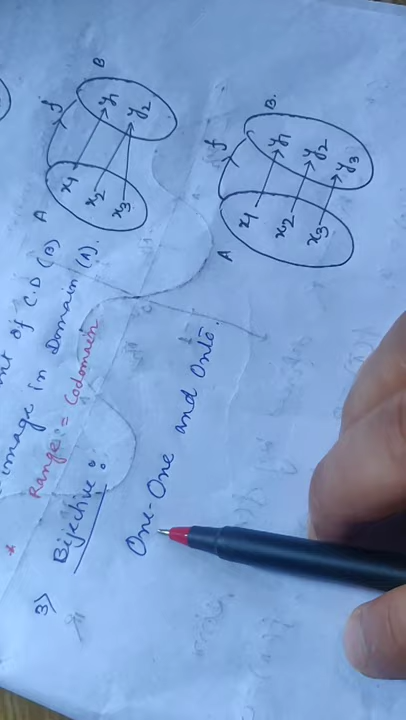 of C.D (B)
image in Domain (A).
* Range = Codomain
A f B
x1 y1
x2 y2
x3
3) Bijective :
One-One and Onto.
A f B.
x1 y1
x2 y2
x3 y3